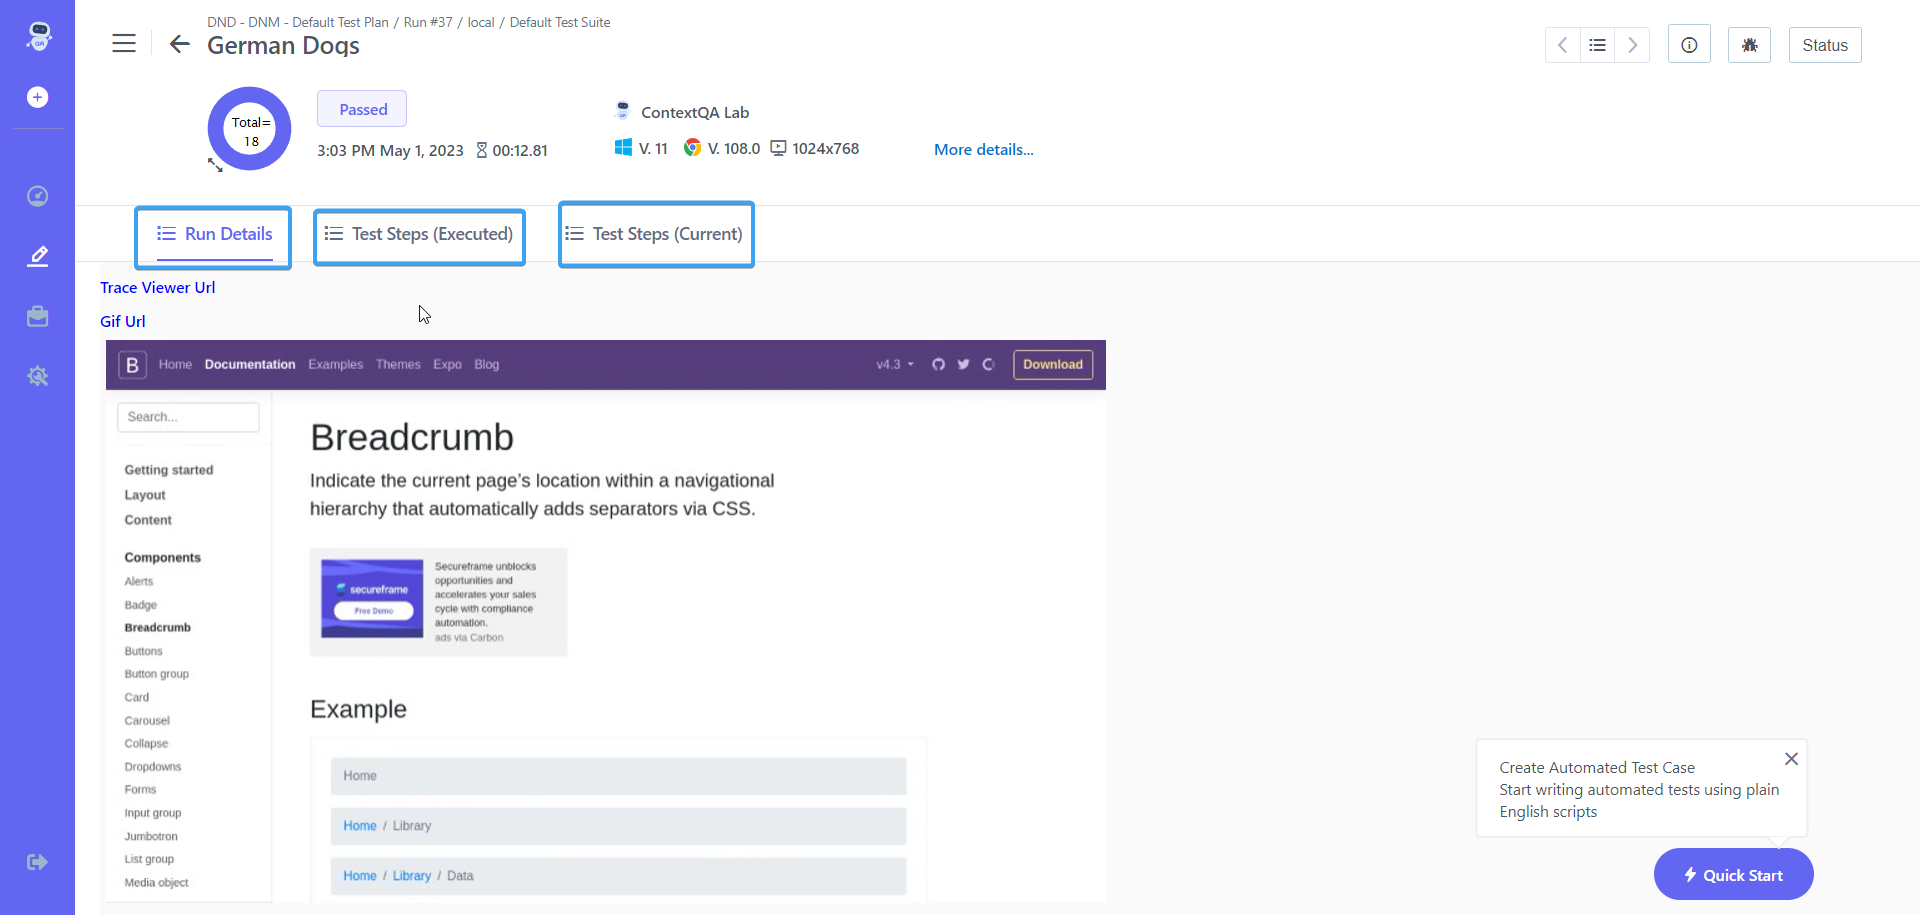 DND - DNM - Default Test Plan / Run #37 / local / Default Test Suite
German Dogs
Status
Total=
18
Passed
3:03 PM May 1, 2023 00:12.81
ContextQA Lab
V. 11 V. 108.0 1024x768
More details...
Run Details
Test Steps (Executed)
Test Steps (Current)
Trace Viewer Url
Gif Url
B Home Documentation Examples Themes Expo Blog v4.3 Download
Search...
Getting started
Layout
Content
Components
Alerts
Badge
Breadcrumb
Buttons
Button group
Card
Carousel
Collapse
Dropdowns
Forms
Input group
Jumbotron
List group
Media object
Breadcrumb
Indicate the current page's location within a navigational
hierarchy that automatically adds separators via CSS.
secureframe
Free Demo
Secureframe unblocks
opportunities and
accelerates your sales
cycle with compliance
automation.
ads via Carbon
Example
Home
Home / Library
Home / Library / Data
Create Automated Test Case
Start writing automated tests using plain
English scripts
Quick Start